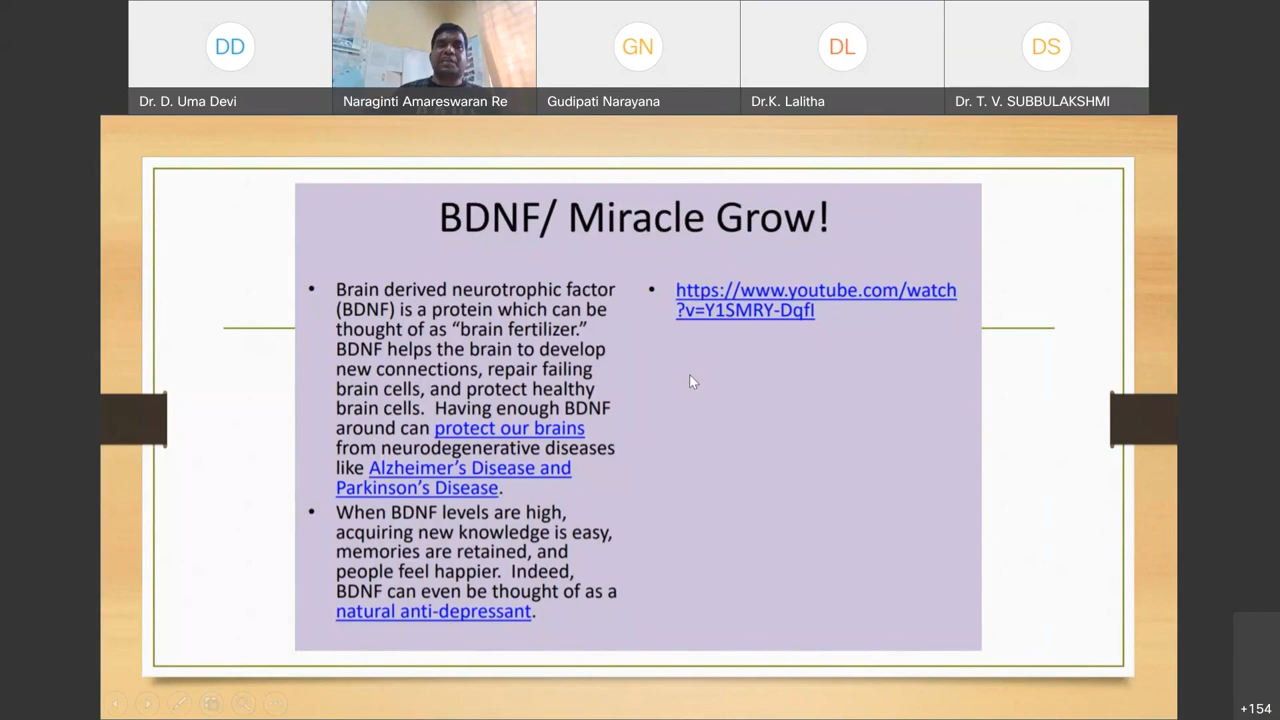 DD
GN
DL
DS
Dr. D. Uma Devi
Naraginti Amareswaran Re
Gudipati Narayana
Dr.K. Lalitha
Dr. T. V. SUBBULAKSHMI
BDNF/ Miracle Grow!
• Brain derived neurotrophic factor
(BDNF) is a protein which can be
thought of as “brain fertilizer.”
BDNF helps the brain to develop
new connections, repair failing
brain cells, and protect healthy
brain cells. Having enough BDNF
around can protect our brains
from neurodegenerative diseases
like Alzheimer’s Disease and
Parkinson’s Disease.
• When BDNF levels are high,
acquiring new knowledge is easy,
memories are retained, and
people feel happier. Indeed,
BDNF can even be thought of as a
natural anti-depressant.
• https://www.youtube.com/watch
?v=Y1SMRY-DqfI
+154